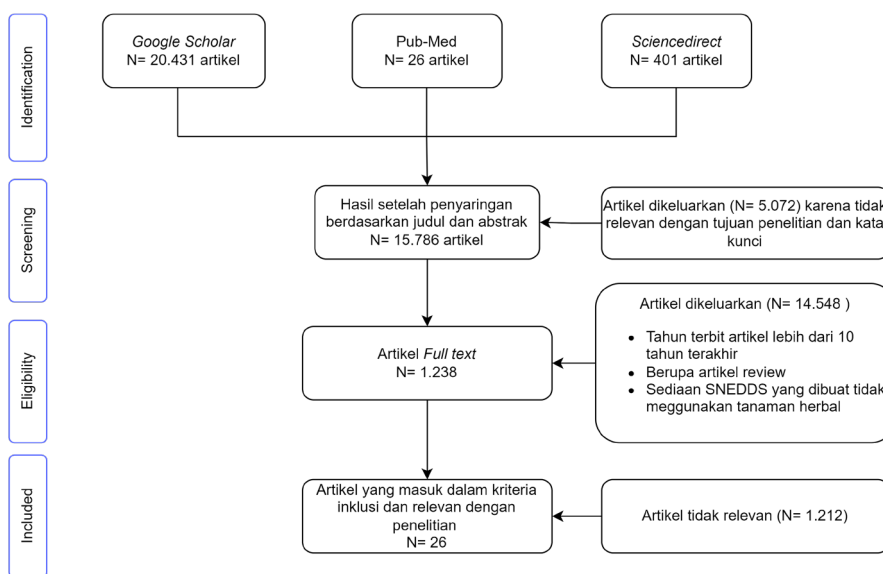 Identification
Google Scholar
N= 20.431 artikel
Pub-Med
N= 26 artikel
Sciencedirect
N= 401 artikel
Screening
Hasil setelah penyaringan
berdasarkan judul dan abstrak
N= 15.786 artikel
Artikel dikeluarkan (N= 5.072) karena tidak
relevan dengan tujuan penelitian dan kata
kunci
Eligibility
Artikel Full text
N= 1.238
Artikel dikeluarkan (N= 14.548 )
• Tahun terbit artikel lebih dari 10
tahun terakhir
• Berupa artikel review
• Sediaan SNEDDS yang dibuat tidak
meggunakan tanaman herbal
Included
Artikel yang masuk dalam kriteria
inklusi dan relevan dengan
penelitian
N= 26
Artikel tidak relevan (N= 1.212)